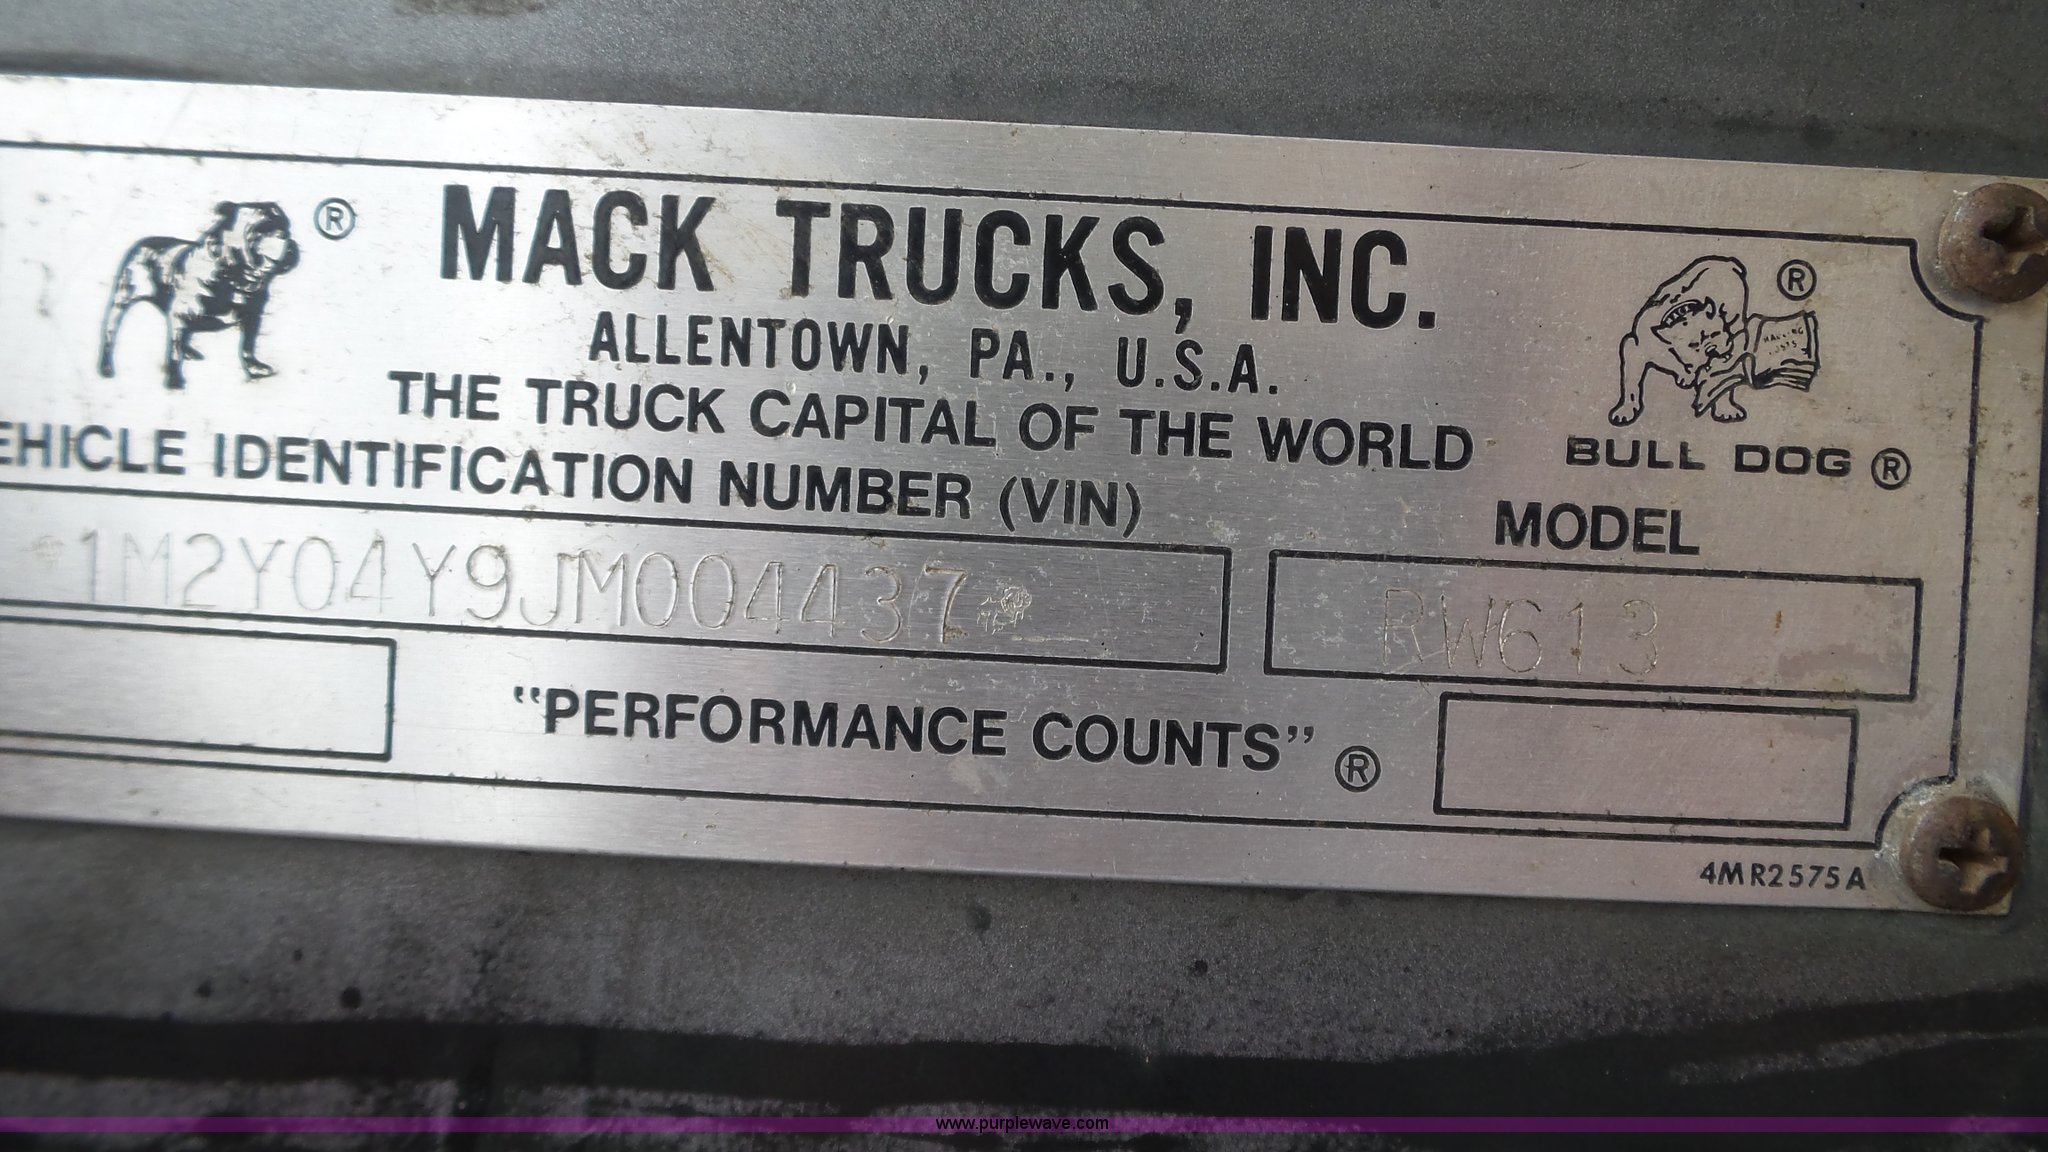 ®
MACK TRUCKS, INC.
ALLENTOWN, PA., U.S.A.
THE TRUCK CAPITAL OF THE WORLD
®
BULL DOG ®
EHICLE IDENTIFICATION NUMBER (VIN)
MODEL
1M2Y04Y9JM004437
RW613
"PERFORMANCE COUNTS" ®
4MR2575A
www.purplewave.com